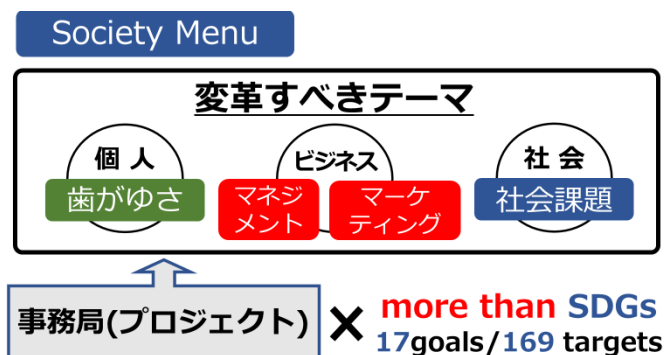 Society Menu
変革すべきテーマ
個人 ビジネス 社会
歯がゆさ マネジ マーケ 社会課題
メント ティング
事務局(プロジェクト) × more than SDGs
17goals/169 targets